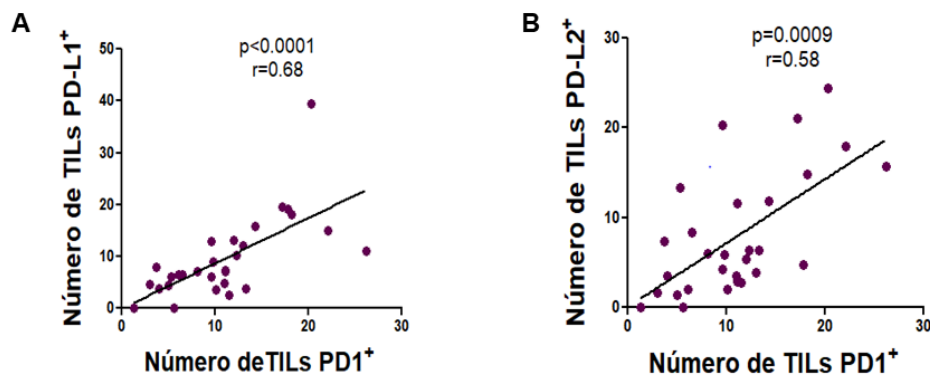 A
p<0.0001
r=0.68
Número de TILs PD-L1⁺
50
40
30
20
10
0
0 10 20 30
Número deTILs PD1⁺
B
p=0.0009
r=0.58
Número de TILs PD-L2⁺
30
20
10
0
0 10 20 30
Número de TILs PD1⁺